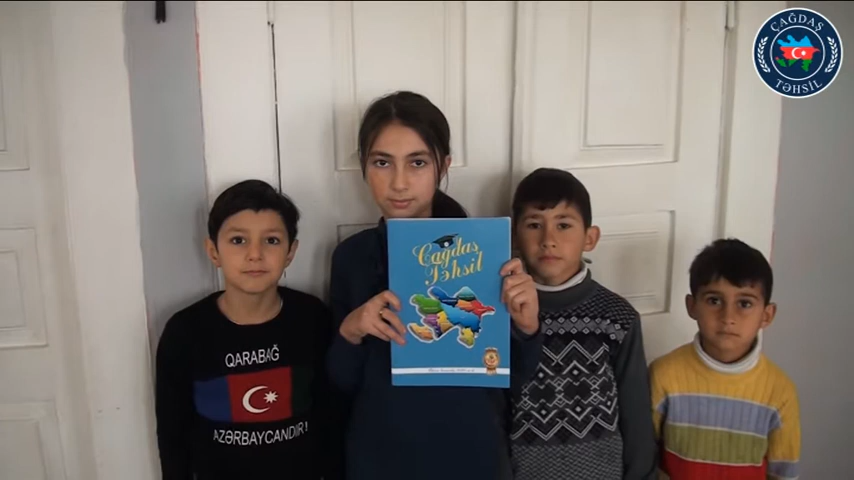 ÇAĞDAŞ
TƏHSİL
Çağdaş
Təhsil
QARABAĞ
AZƏRBAYCANDIR!